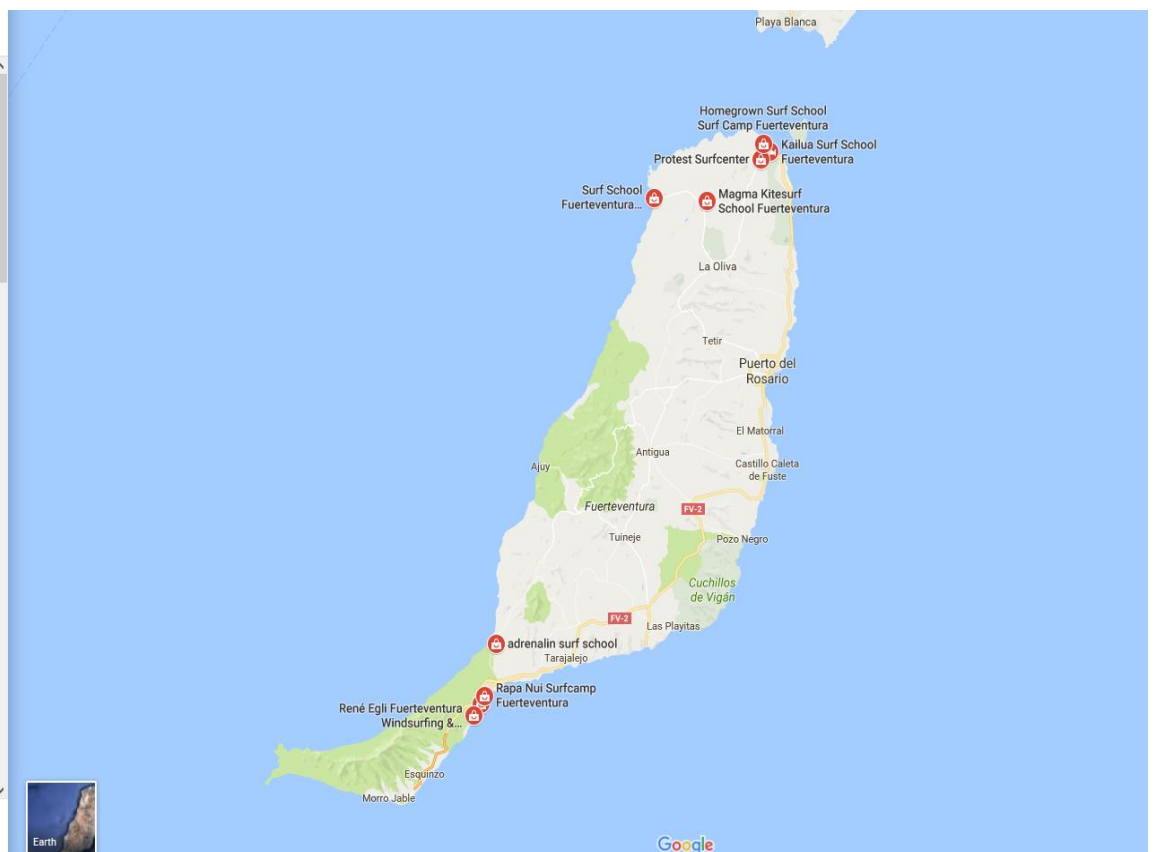 Playa Blanca
Homegrown Surf School
Surf Camp Fuerteventura
Kailua Surf School
Fuerteventura
Protest Surfcenter
Surf School
Fuerteventura...
Magma Kitesurf
School Fuerteventura
La Oliva
Tetir
Puerto del
Rosario
El Matorral
Antigua
Castillo Caleta
de Fuste
Ajuy
Fuerteventura
FV-2
Tuineje
Pozo Negro
Cuchillos
de Vigán
FV-2
Las Playitas
adrenalin surf school
Tarajalejo
Rapa Nui Surfcamp
Fuerteventura
René Egli Fuerteventura
Windsurfing &...
Esquinzo
Morro Jable
Earth
Google